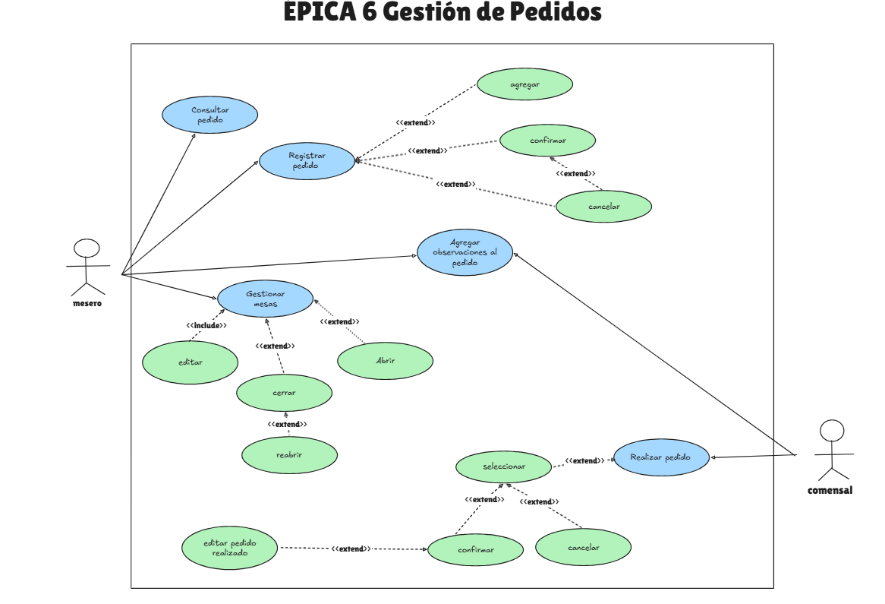 ÉPICA 6 Gestión de Pedidos
agregar
Consultar
pedido
<<extend>>
confirmar
<<extend>>
Registrar
pedido
<<extend>>
<<extend>>
cancelar
Agregar
observaciones al
pedido
mesero
Gestionar
mesas
<<include>>
<<extend>>
<<extend>>
editar
Abrir
cerrar
<<extend>>
reabrir
seleccionar
<<extend>>
Realizar pedido
comensal
<<extend>>
<<extend>>
editar pedido
realizado
<<extend>>
confirmar
cancelar